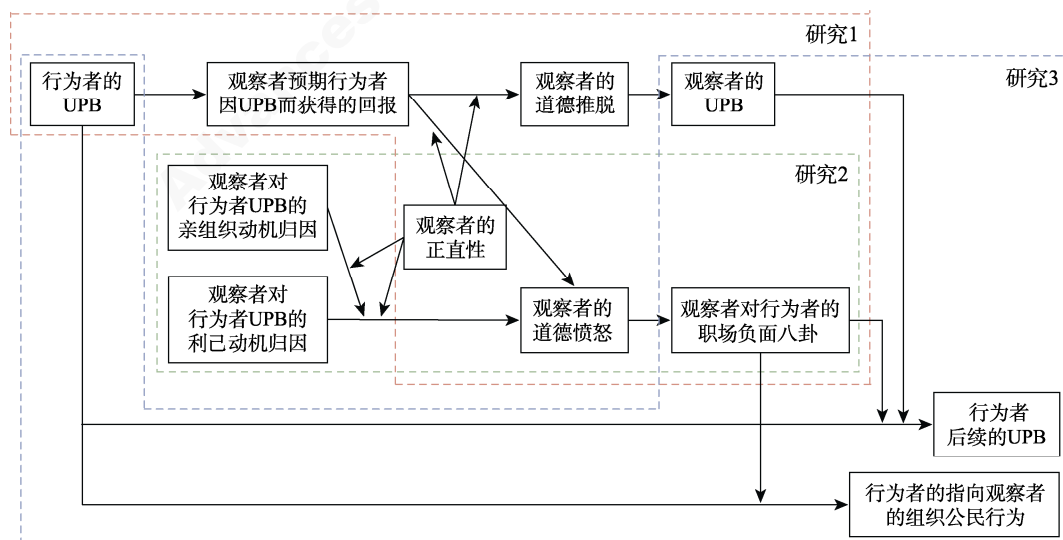 研究1
研究3
行为者的
UPB
观察者预期行为者
因UPB而获得的回报
观察者的
道德推脱
观察者的
UPB
研究2
观察者对
行为者UPB的
亲组织动机归因
观察者的
正直性
观察者对
行为者UPB的
利己动机归因
观察者的
道德愤怒
观察者对行为者的
职场负面八卦
行为者
后续的UPB
行为者的指向观察者
的组织公民行为
Advances